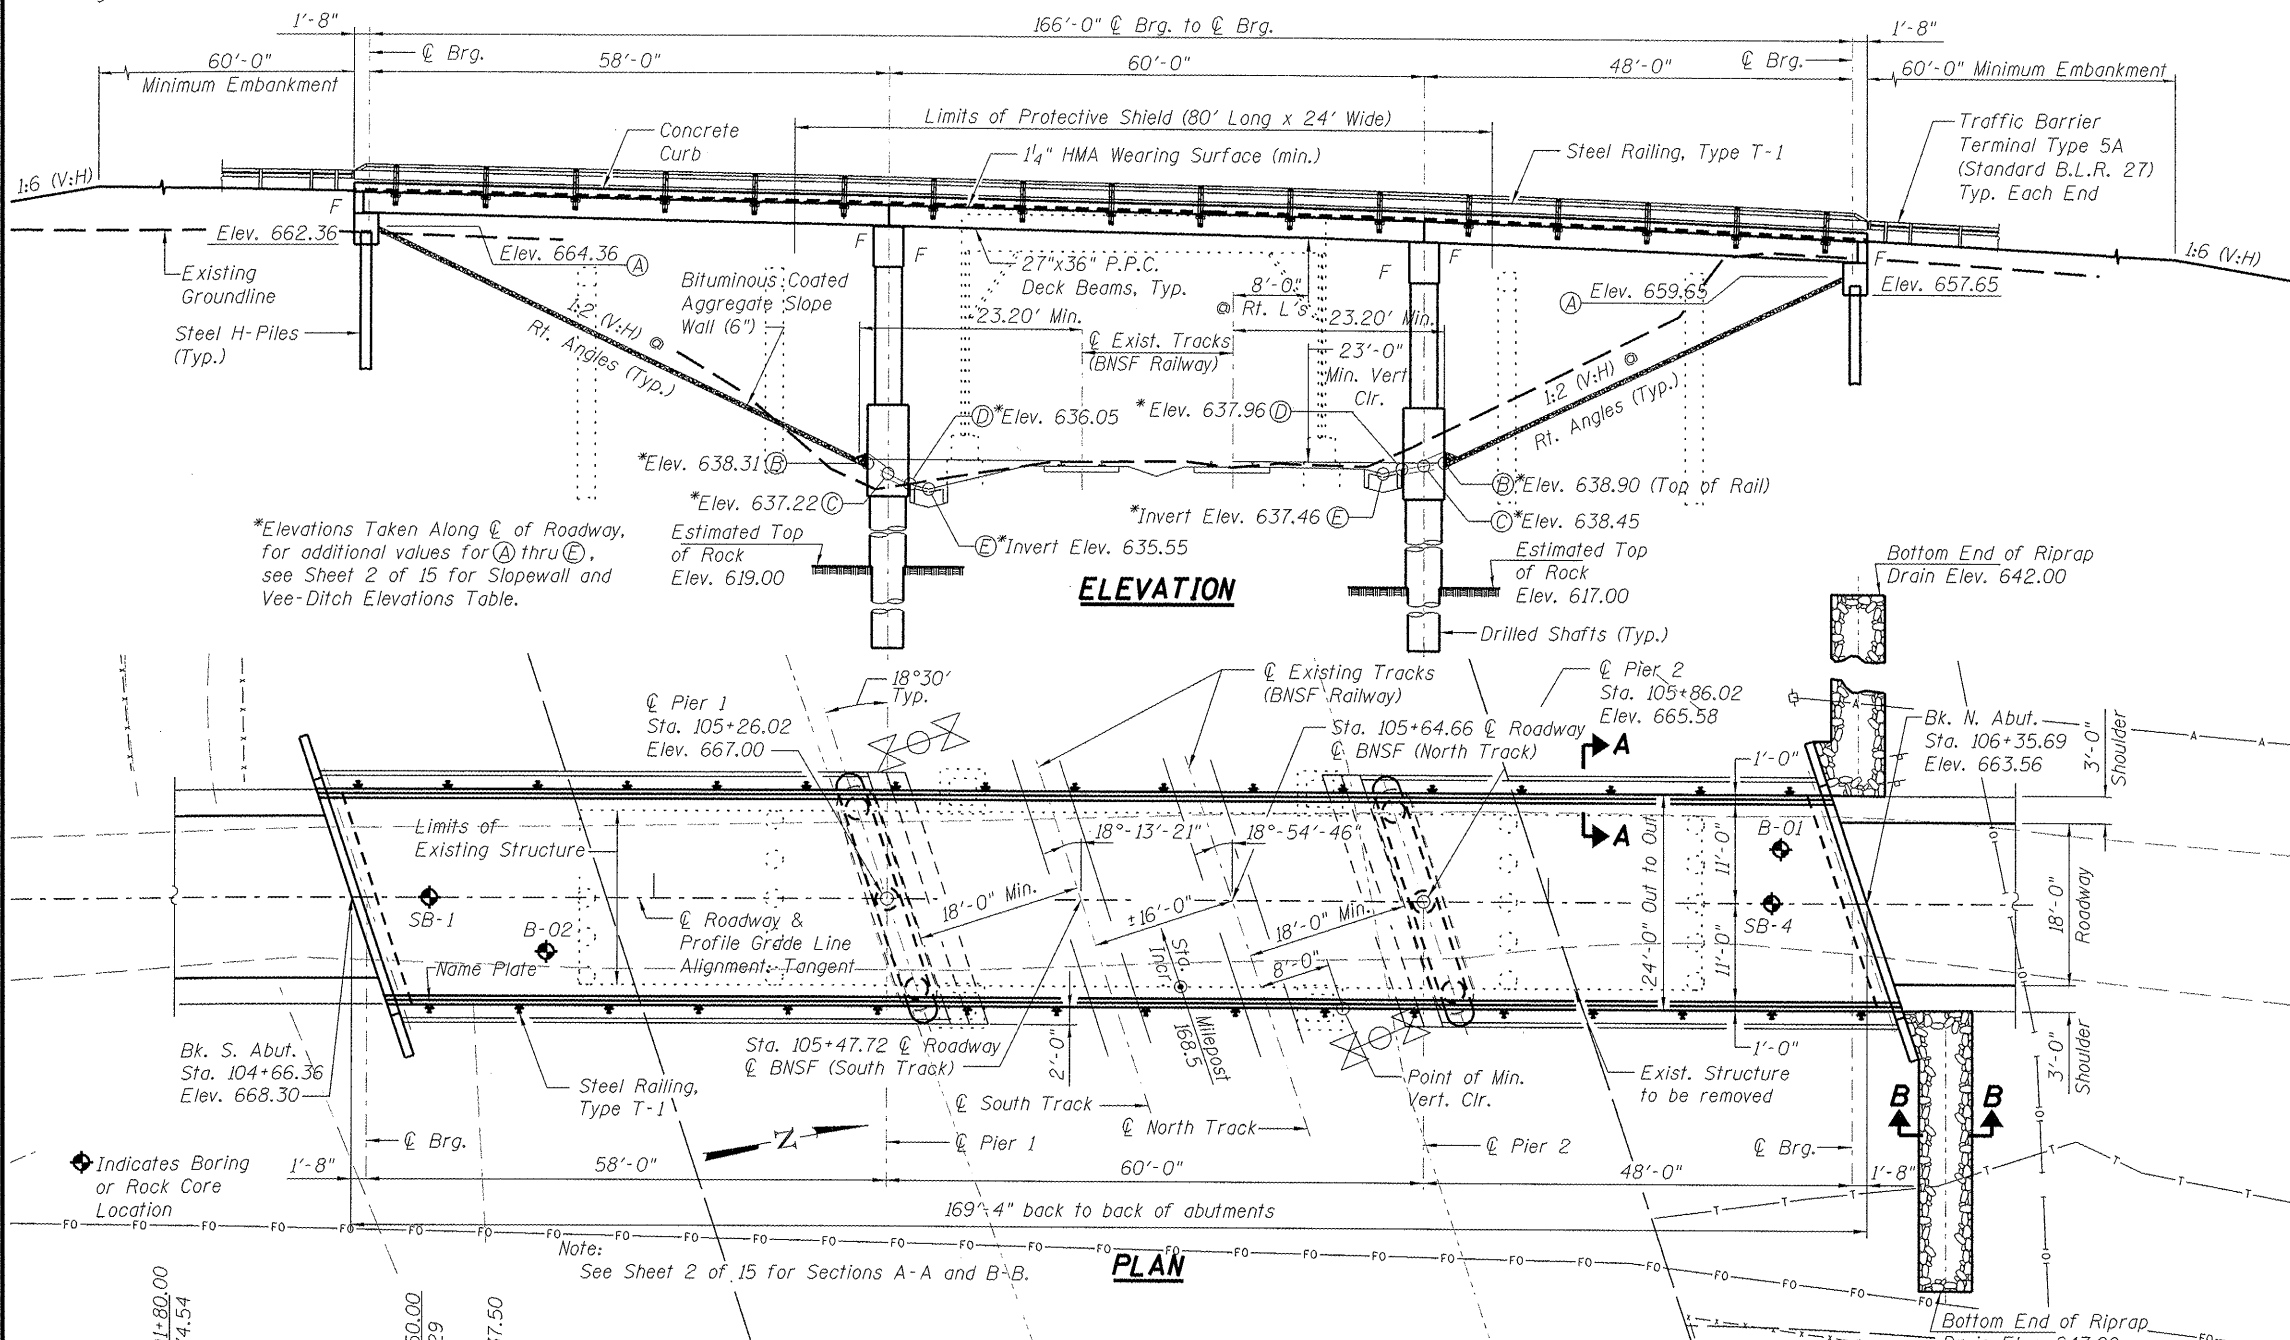 1'-8"
166'-0" ℄ Brg. to ℄ Brg.
1'-8"
60'-0"
Minimum Embankment
℄ Brg.
58'-0"
60'-0"
48'-0"
℄ Brg.
60'-0" Minimum Embankment
Limits of Protective Shield (80' Long x 24' Wide)
Concrete
Curb
1¼" HMA Wearing Surface (min.)
Steel Railing, Type T-1
Traffic Barrier
Terminal Type 5A
(Standard B.L.R. 27)
Typ. Each End
1:6 (V:H)
F
Elev. 662.36
Elev. 664.36 Ⓐ
Existing
Groundline
Steel H-Piles
(Typ.)
Bituminous Coated
Aggregate Slope
Wall (6")
1:2 (V:H) @
Rt. Angles (Typ.)
F
F
27"x36" P.P.C.
Deck Beams, Typ.
8'-0"
@ Rt. L's
23.20' Min.
23.20' Min.
℄ Exist. Tracks
(BNSF Railway)
23'-0"
Min. Vert
Clr.
F
F
Ⓐ Elev. 659.65
F
Elev. 657.65
1:6 (V:H)
1:2 (V:H) @
Rt. Angles (Typ.)
Ⓓ*Elev. 636.05
*Elev. 637.96 Ⓓ
*Elev. 638.31 Ⓑ
*Elev. 637.22 Ⓒ
Ⓑ*Elev. 638.90 (Top of Rail)
*Invert Elev. 637.46 Ⓔ
Ⓒ*Elev. 638.45
Ⓔ*Invert Elev. 635.55
*Elevations Taken Along ℄ of Roadway,
for additional values for Ⓐ thru Ⓔ,
see Sheet 2 of 15 for Slopewall and
Vee-Ditch Elevations Table.
Estimated Top
of Rock
Elev. 619.00
ELEVATION
Estimated Top
of Rock
Elev. 617.00
Drilled Shafts (Typ.)
Bottom End of Riprap
Drain Elev. 642.00
18°30'
Typ.
℄ Pier 1
Sta. 105+26.02
Elev. 667.00
℄ Existing Tracks
(BNSF Railway)
℄ Pier 2
Sta. 105+86.02
Elev. 665.58
Sta. 105+64.66 ℄ Roadway
℄ BNSF (North Track)
A
A
1'-0"
Bk. N. Abut.
Sta. 106+35.69
Elev. 663.56
3'-0"
Shoulder
A
A
A
Limits of
Existing Structure
18°-13'-21"
18°-54'-46"
B-01
SB-1
B-02
SB-4
Name Plate
℄ Roadway &
Profile Grade Line
Alignment: Tangent
18'-0" Min.
±16'-0"
18'-0" Min.
8'-0"
Sta.
Incr.
Milepost
168.5
24'-0" Out to Out
11'-0"
11'-0"
18'-0"
Roadway
Bk. S. Abut.
Sta. 104+66.36
Elev. 668.30
Steel Railing,
Type T-1
Sta. 105+47.72 ℄ Roadway
℄ BNSF (South Track)
2'-0"
℄ South Track
℄ North Track
Point of Min.
Vert. Clr.
Exist. Structure
to be removed
1'-0"
3'-0"
Shoulder
B
B
Z
℄ Brg.
℄ Pier 1
℄ Pier 2
℄ Brg.
Indicates Boring
or Rock Core
Location
1'-8"
58'-0"
60'-0"
48'-0"
1'-8"
169'-4" back to back of abutments
Note:
See Sheet 2 of 15 for Sections A-A and B-B.
PLAN
Bottom End of Riprap